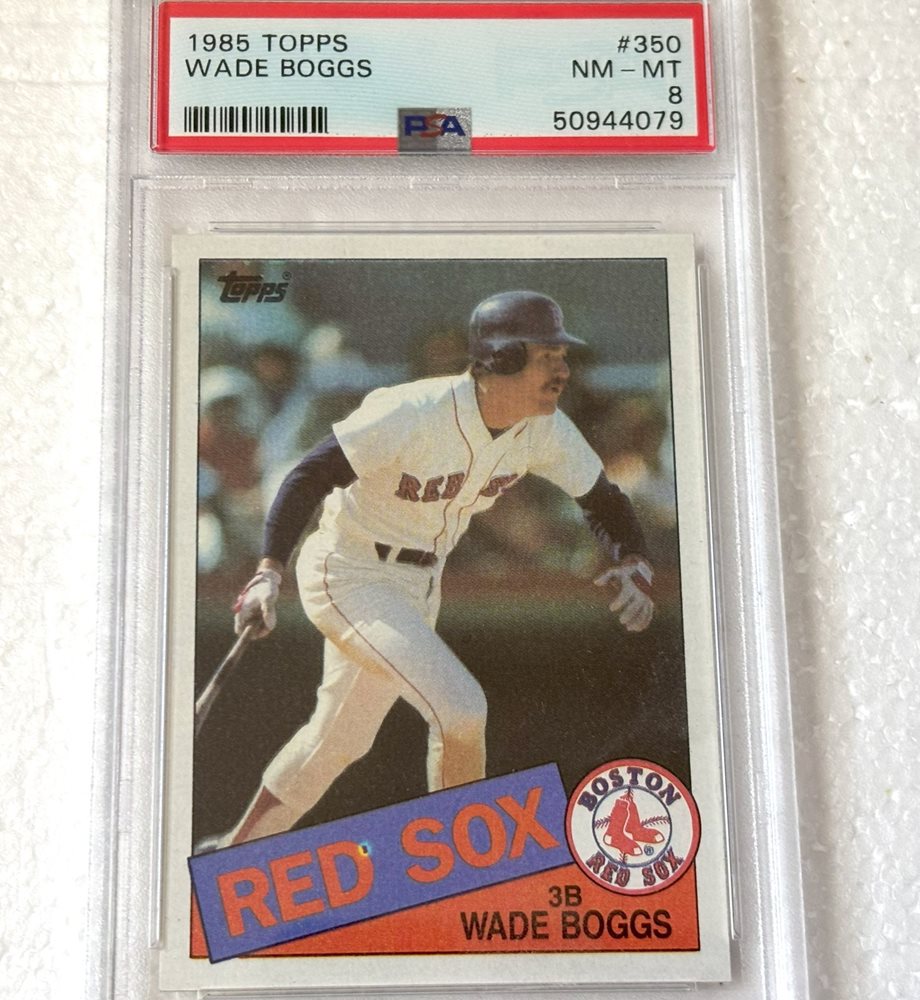 1985 TOPPS #350
WADE BOGGS NM - MT
8
PSA 50944079
Topps®
RED SOX
RED SOX
BOSTON
RED SOX
®
3B
WADE BOGGS